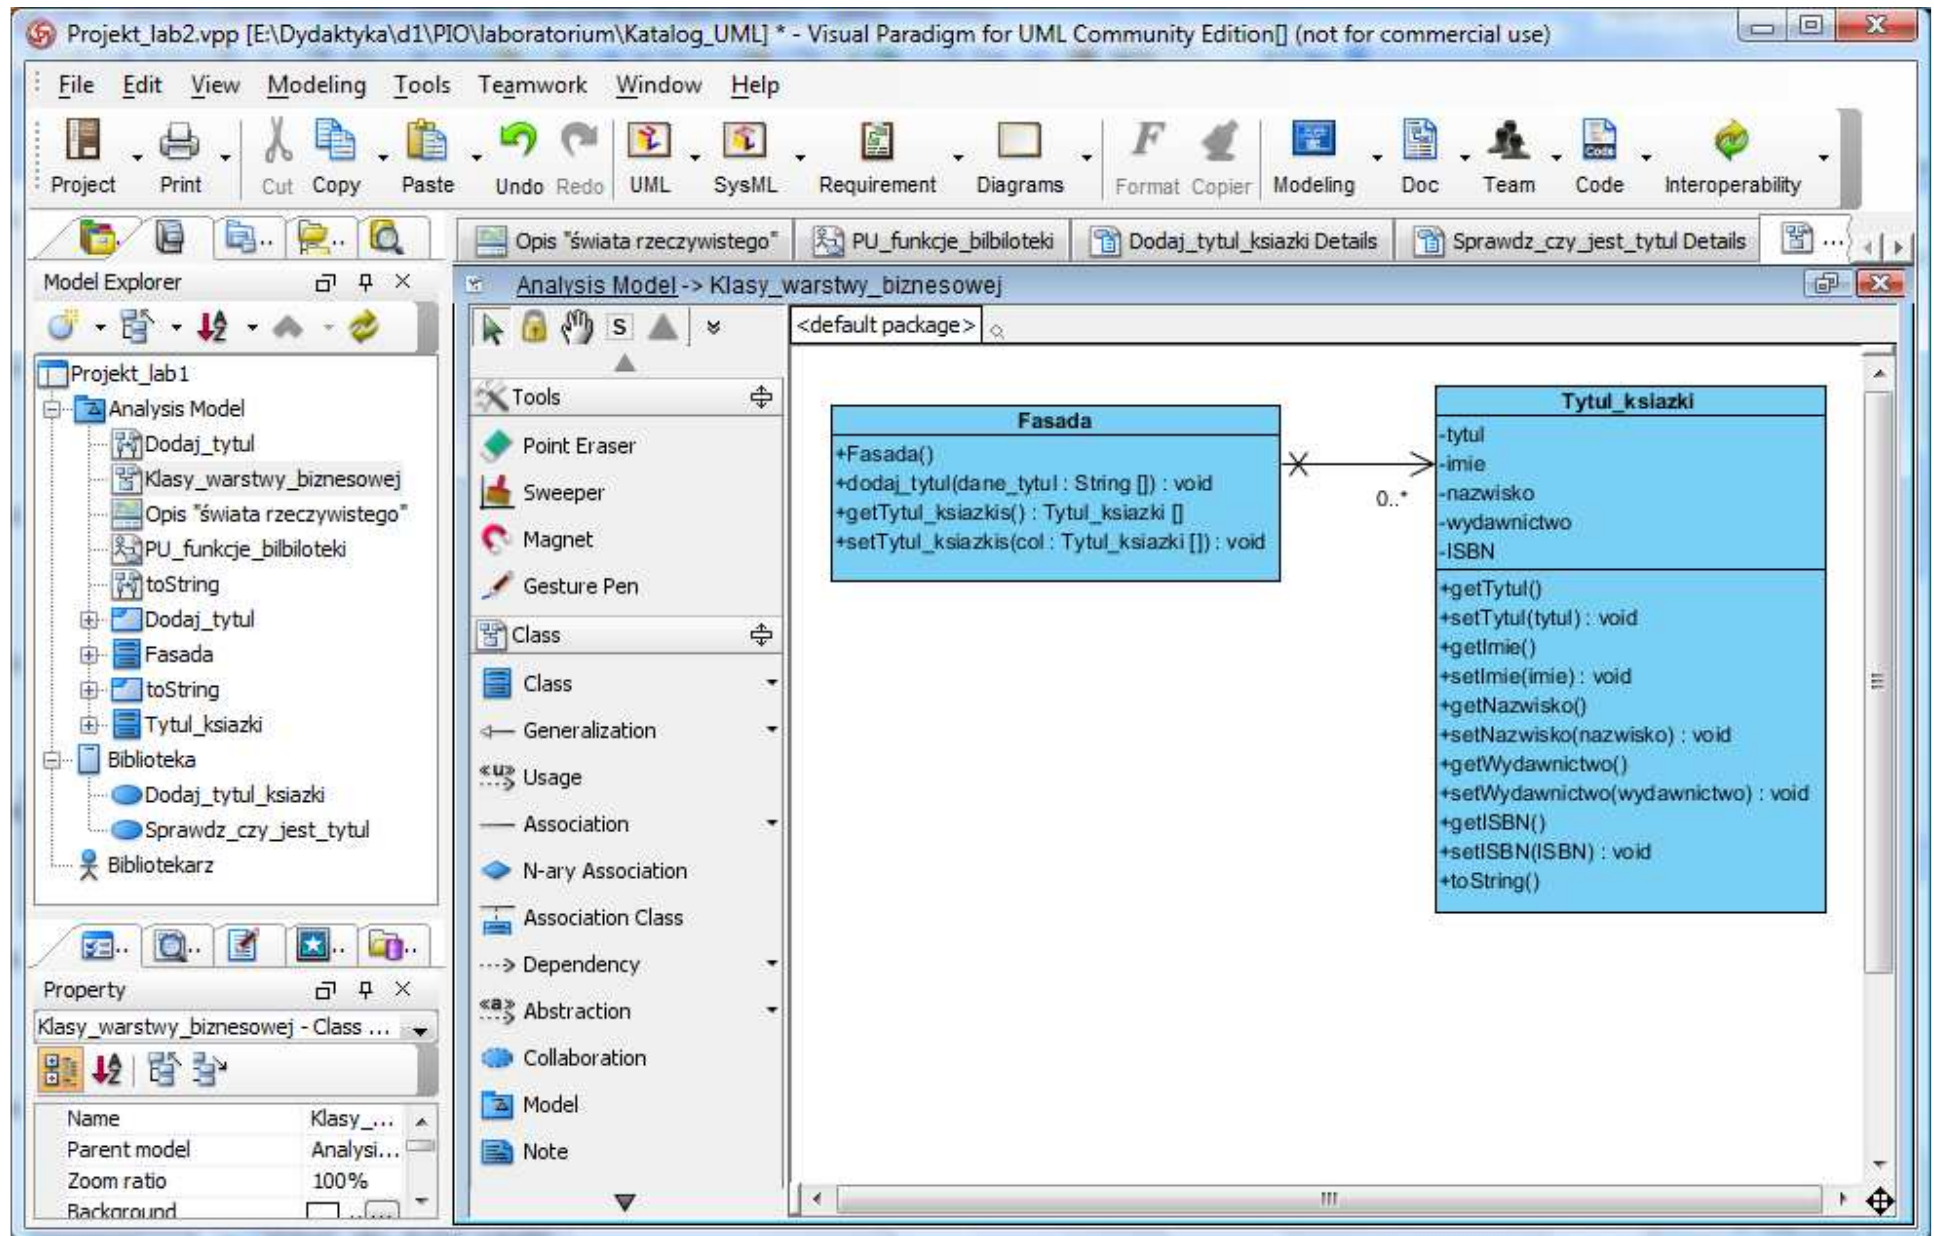 Projekt_lab2.vpp [E:\Dydaktyka\d1\PIO\laboratorium\Katalog_UML] * - Visual Paradigm for UML Community Edition[] (not for commercial use)
File Edit View Modeling Tools Teamwork Window Help
Project Print Cut Copy Paste Undo Redo UML SysML Requirement Diagrams Format Copier Modeling Doc Team Code Interoperability
Opis "świata rzeczywistego" PU_funkcje_bilbiloteki Dodaj_tytul_ksiazki Details Sprawdz_czy_jest_tytul Details ...
Model Explorer
Projekt_lab1
Analysis Model
Dodaj_tytul
Klasy_warstwy_biznesowej
Opis "świata rzeczywistego"
PU_funkcje_bilbiloteki
toString
Dodaj_tytul
Fasada
toString
Tytul_ksiazki
Biblioteka
Dodaj_tytul_ksiazki
Sprawdz_czy_jest_tytul
Bibliotekarz
Property
Klasy_warstwy_biznesowej - Class ...
Name Klasy_...
Parent model Analysi...
Zoom ratio 100%
Background ...
Analysis Model -> Klasy_warstwy_biznesowej
S
<default package>
Tools
Point Eraser
Sweeper
Magnet
Gesture Pen
Class
Class
Generalization
«u» Usage
Association
N-ary Association
Association Class
Dependency
«a» Abstraction
Collaboration
Model
Note
Fasada
+Fasada()
+dodaj_tytul(dane_tytul : String []) : void
+getTytul_ksiazkis() : Tytul_ksiazki []
+setTytul_ksiazkis(col : Tytul_ksiazki []) : void
0..*
Tytul_ksiazki
-tytul
-imie
-nazwisko
-wydawnictwo
-ISBN
+getTytul()
+setTytul(tytul) : void
+getImie()
+setImie(imie) : void
+getNazwisko()
+setNazwisko(nazwisko) : void
+getWydawnictwo()
+setWydawnictwo(wydawnictwo) : void
+getISBN()
+setISBN(ISBN) : void
+toString()